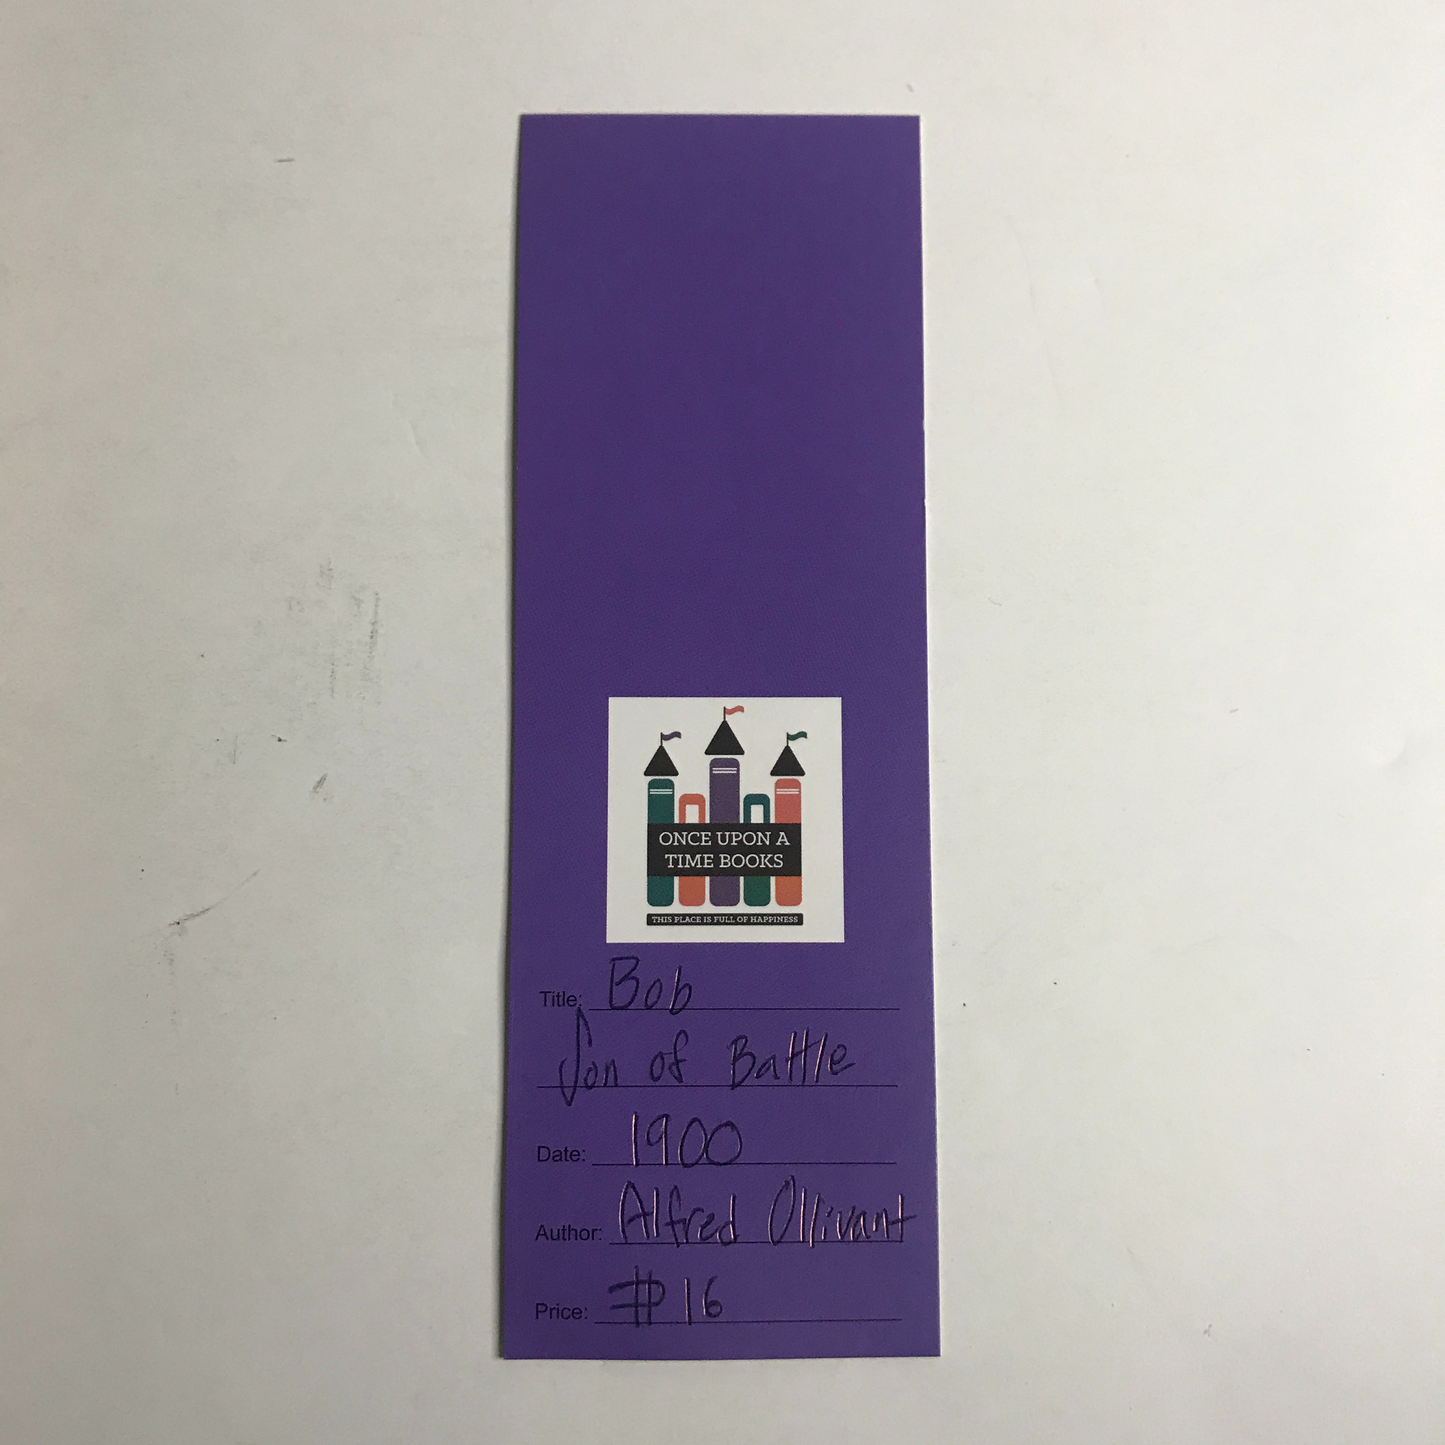 ONCE UPON A
TIME BOOKS
THIS PLACE IS FULL OF HAPPINESS
Title: Bob
Son of Battle
Date: 1900
Author: Alfred Ollivant
Price: # 16